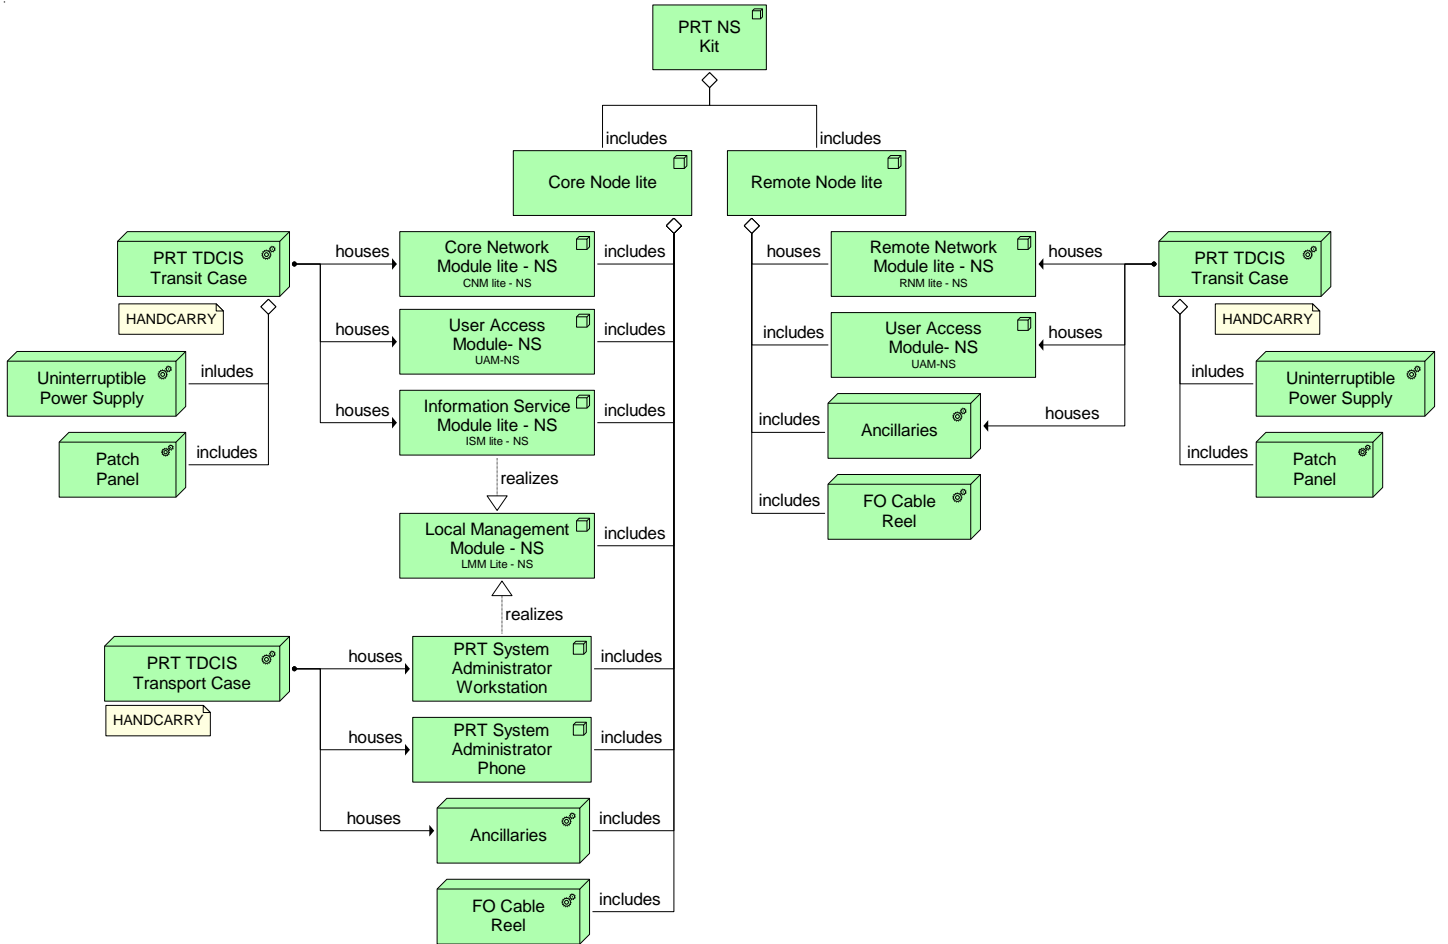 PRT NS
Kit
includes
includes
Core Node lite
Remote Node lite
PRT TDCIS
Transit Case
HANDCARRY
houses
Core Network
Module lite - NS
CNM lite - NS
includes
houses
Remote Network
Module lite - NS
RNM lite - NS
houses
PRT TDCIS
Transit Case
HANDCARRY
houses
User Access
Module- NS
UAM-NS
includes
includes
User Access
Module- NS
UAM-NS
houses
Uninterruptible
Power Supply
inludes
inludes
Uninterruptible
Power Supply
houses
Information Service
Module lite - NS
ISM lite - NS
includes
includes
Ancillaries
houses
Patch
Panel
includes
includes
Patch
Panel
realizes
includes
FO Cable
Reel
Local Management
Module - NS
LMM Lite - NS
includes
realizes
PRT TDCIS
Transport Case
HANDCARRY
houses
PRT System
Administrator
Workstation
includes
houses
PRT System
Administrator
Phone
includes
houses
Ancillaries
includes
FO Cable
Reel
includes